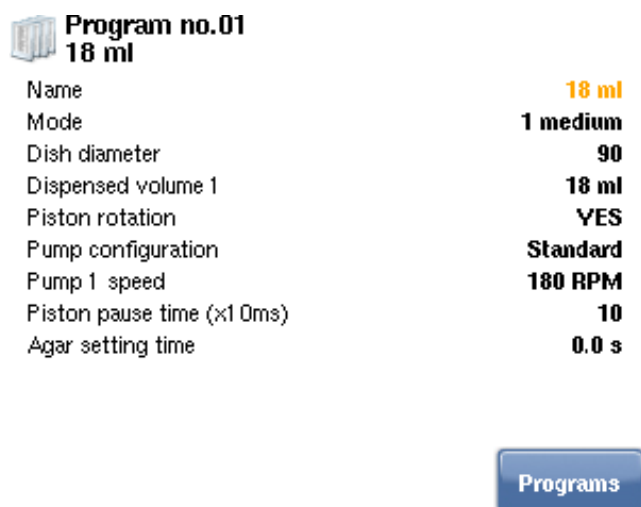 Program no.01
18 ml
Name 18 ml
Mode 1 medium
Dish diameter 90
Dispensed volume 1 18 ml
Piston rotation YES
Pump configuration Standard
Pump 1 speed 180 RPM
Piston pause time (x10ms) 10
Agar setting time 0.0 s
Programs